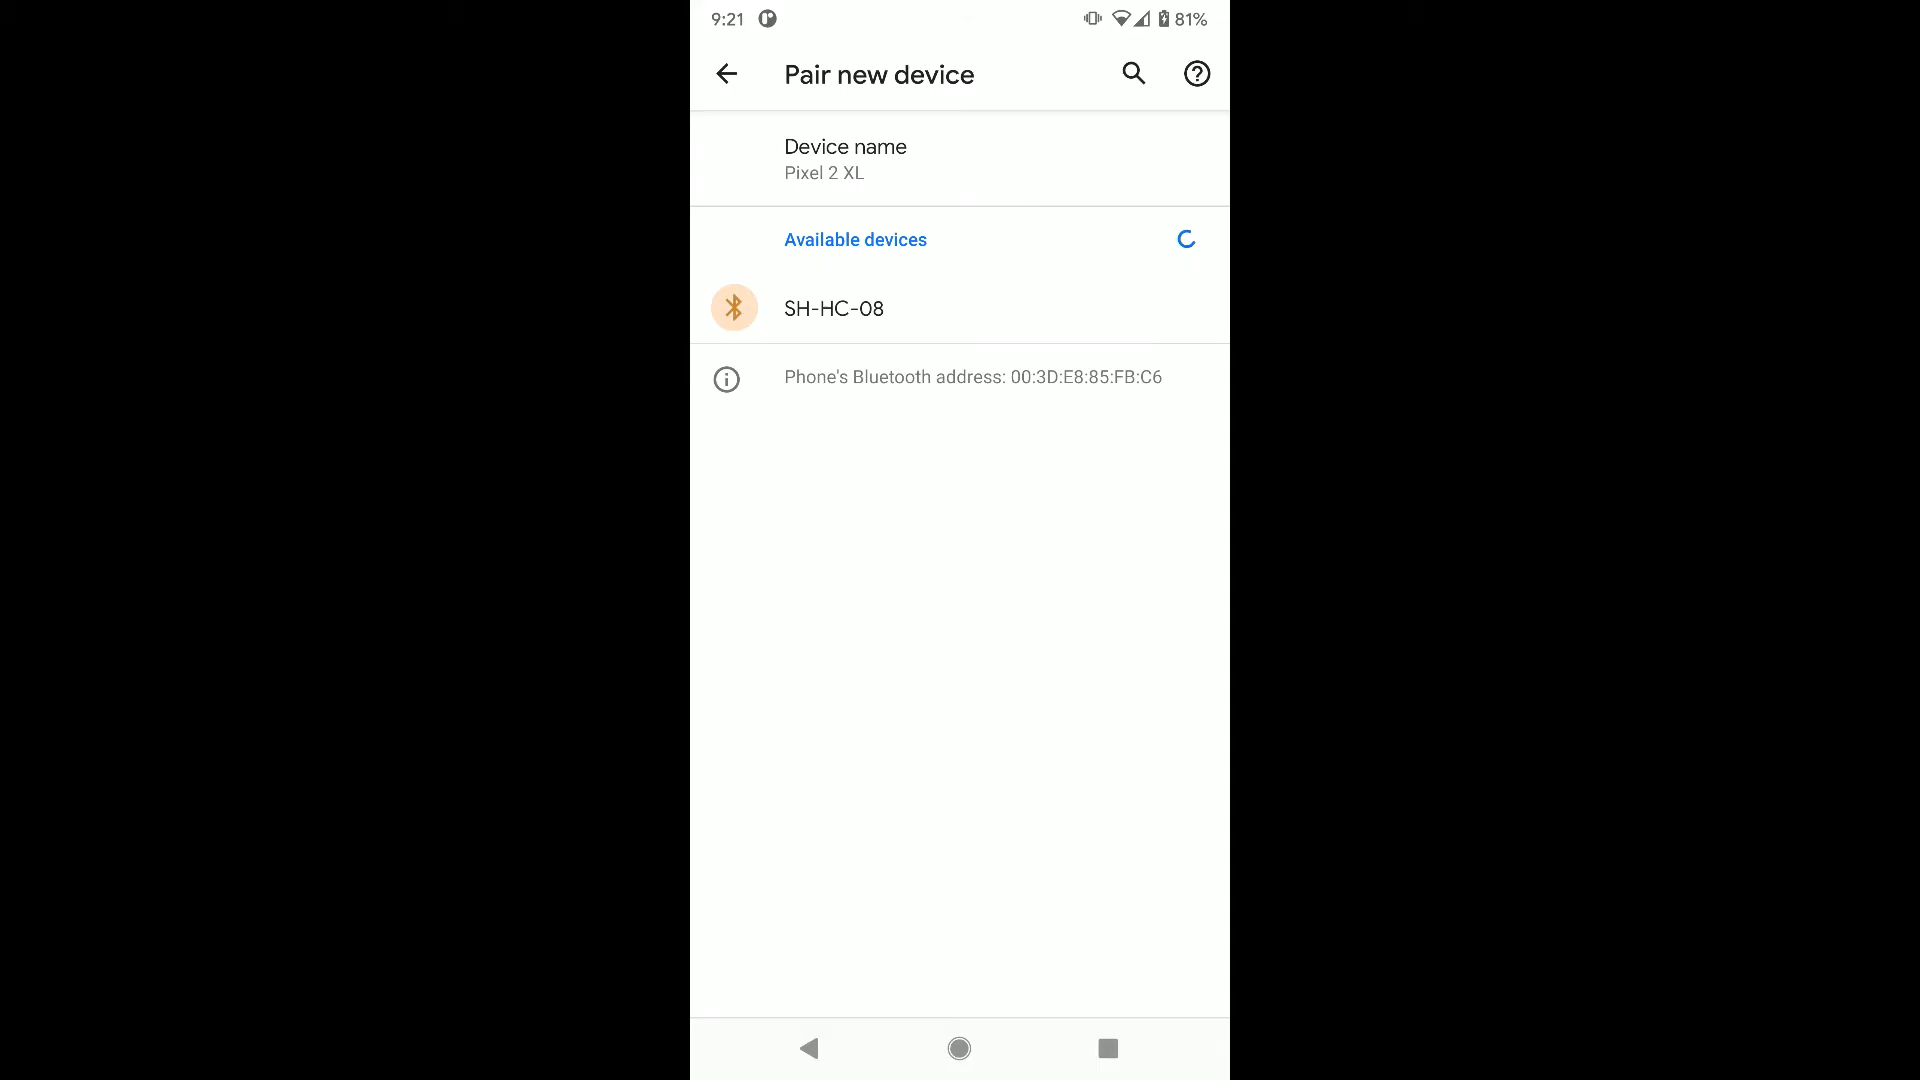 9:21
81%
Pair new device
Device name
Pixel 2 XL
Available devices
SH-HC-08
Phone's Bluetooth address: 00:3D:E8:85:FB:C6